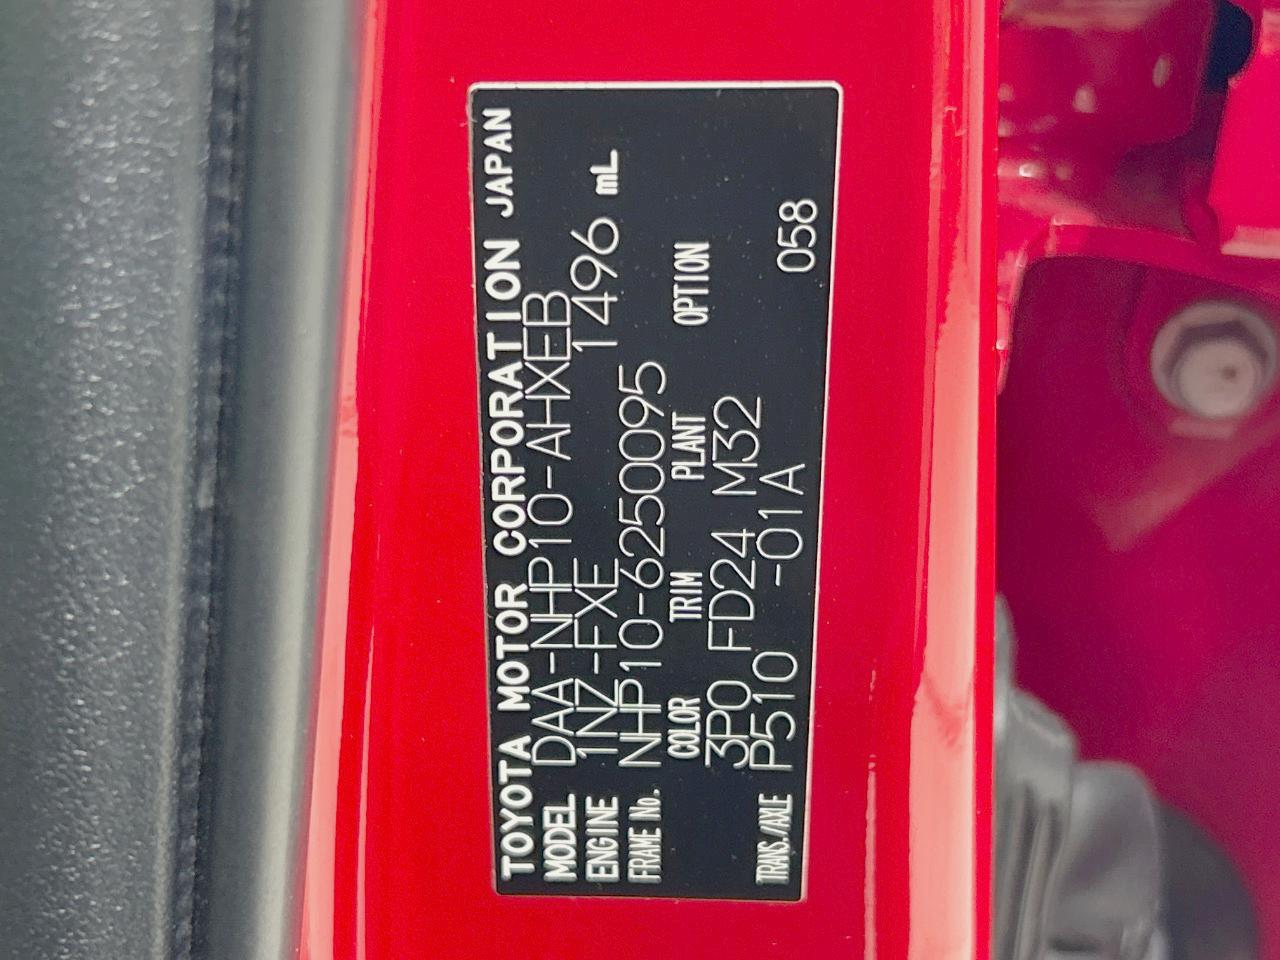 TOYOTA MOTOR CORPORATION JAPAN
MODEL DAA-NHP10-AHXEB
ENGINE 1NZ-FXE 1496 mL
FRAME No. NHP10-6250095
COLOR TRIM PLANT OPTION
3P0 FD24 M32
TRANS./AXLE P510 -01A 058